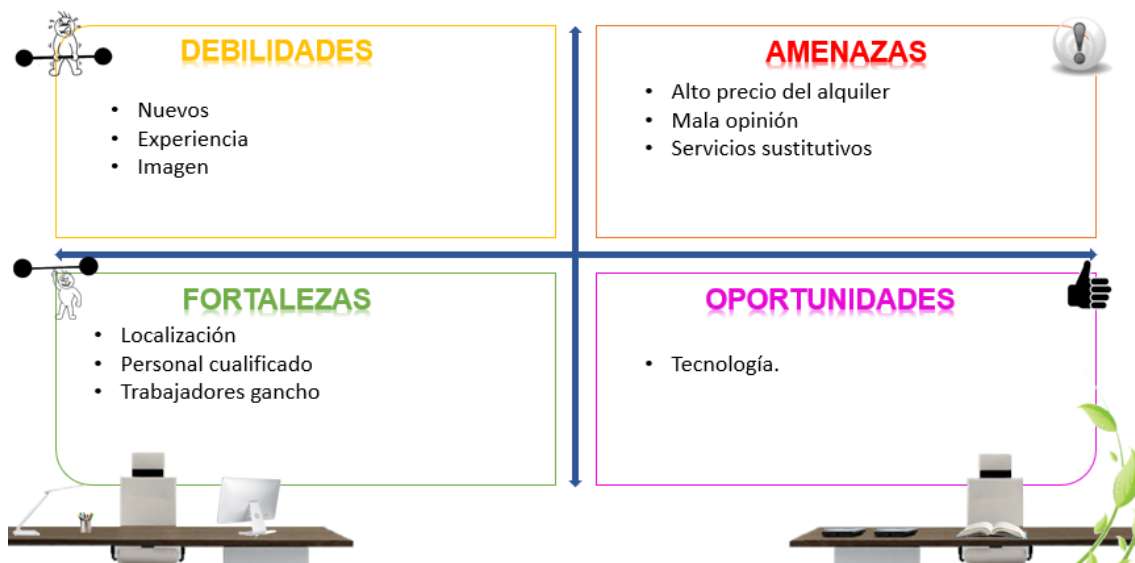 DEBILIDADES
• Nuevos
• Experiencia
• Imagen
AMENAZAS
• Alto precio del alquiler
• Mala opinión
• Servicios sustitutivos
FORTALEZAS
• Localización
• Personal cualificado
• Trabajadores gancho
OPORTUNIDADES
• Tecnología.